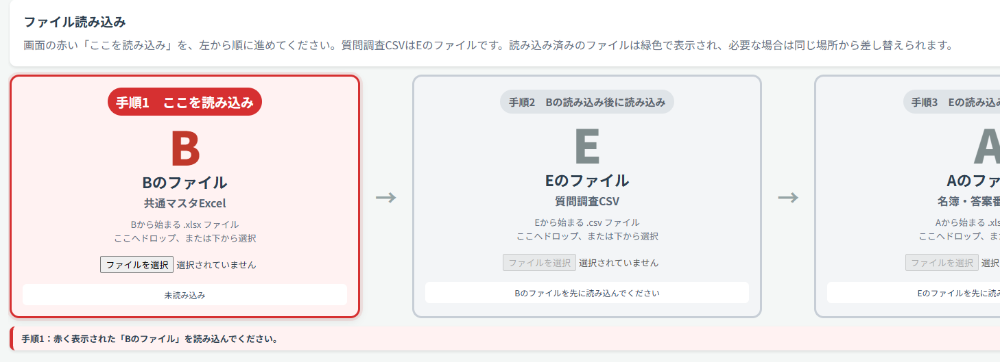 ファイル読み込み
画面の赤い「ここを読み込み」を、左から順に進めてください。質問調査CSVはEのファイルです。読み込み済みのファイルは緑色で表示され、必要な場合は同じ場所から差し替えられます。
手順1　ここを読み込み
B
Bのファイル
共通マスタExcel
Bから始まる .xlsx ファイル
ここへドロップ、または下から選択
ファイルを選択 選択されていません
未読み込み
→
手順2　Bの読み込み後に読み込み
E
Eのファイル
質問調査CSV
Eから始まる .csv ファイル
ここへドロップ、または下から選択
ファイルを選択 選択されていません
Bのファイルを先に読み込んでください
→
手順3　Eの読み込み
A
Aのファ
名簿・答案番
Aから始まる .xls
ここへドロップ、ま
ファイルを選択 選択
Eのファイルを先に読み
手順1：赤く表示された「Bのファイル」を読み込んでください。